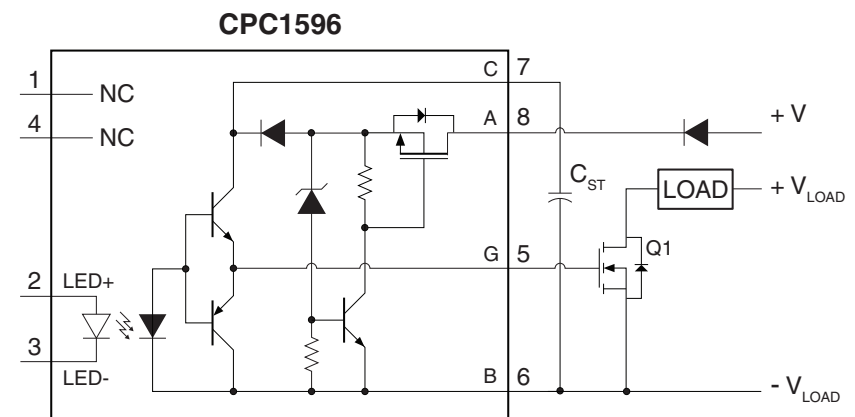 CPC1596
1 NC
4 NC
2 LED+
3 LED-
C 7
A 8
G 5
B 6
C_ST
Q1
LOAD
+ V
+ V_LOAD
- V_LOAD